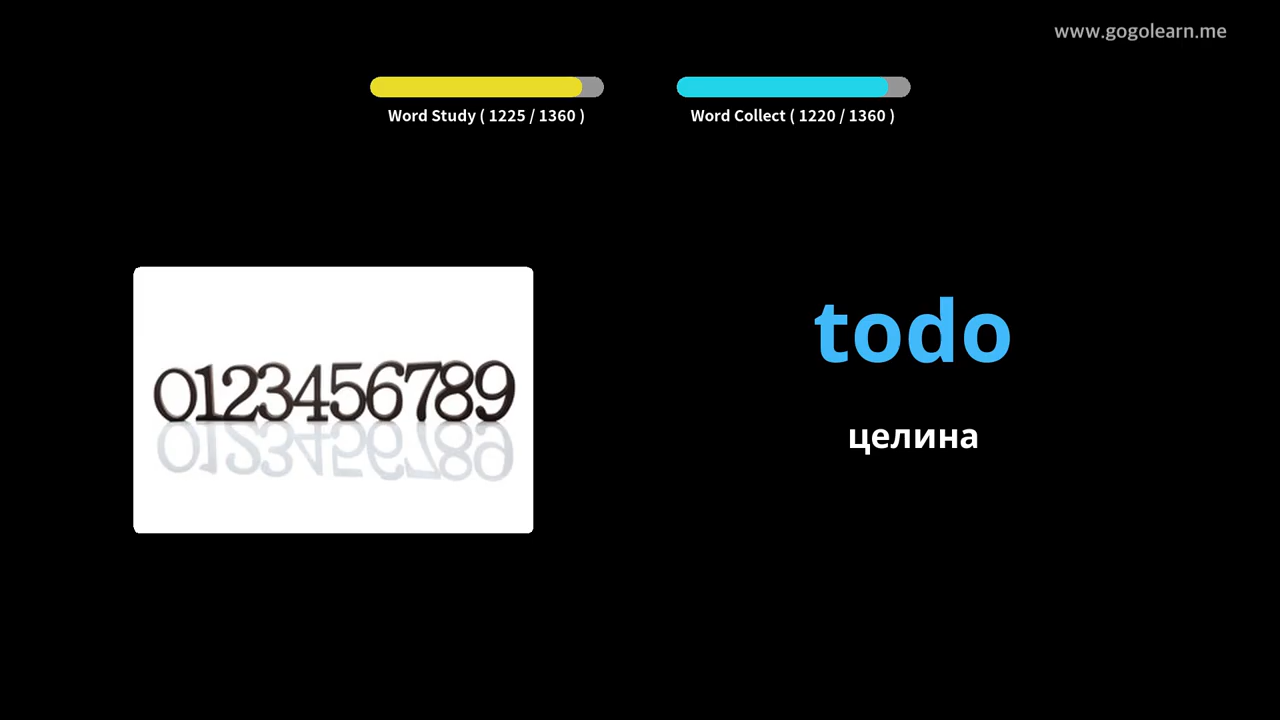 www.gogolearn.me
Word Study ( 1225 / 1360 )
Word Collect ( 1220 / 1360 )
0123456789
todo
целина